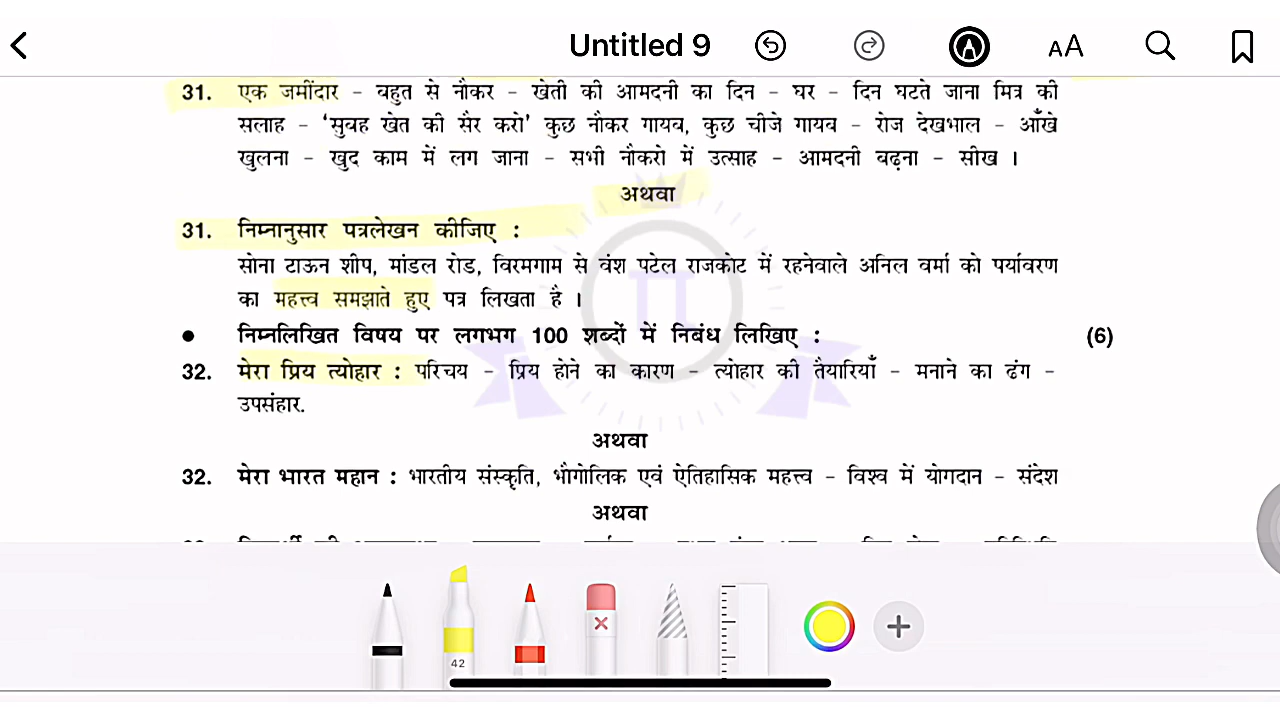 Untitled 9
AA
31. एक जमींदार - बहुत से नौकर - खेती की आमदनी का दिन - घर - दिन घटते जाना मित्र की
सलाह - 'सुबह खेत की सैर करो' कुछ नौकर गायब, कुछ चीजे गायब - रोज देखभाल - आँखे
खुलना - खुद काम में लग जाना - सभी नौकरो में उत्साह - आमदनी बढ़ना - सीख ।
अथवा
31. निम्नानुसार पत्रलेखन कीजिए :
सोना टाऊन शीप, मांडल रोड, विरमगाम से वंश पटेल राजकोट में रहनेवाले अनिल वर्मा को पर्यावरण
का महत्त्व समझाते हुए पत्र लिखता है ।
● निम्नलिखित विषय पर लगभग 100 शब्दों में निबंध लिखिए : (6)
32. मेरा प्रिय त्योहार : परिचय - प्रिय होने का कारण - त्योहार की तैयारियाँ - मनाने का ढंग -
उपसंहार.
अथवा
32. मेरा भारत महान : भारतीय संस्कृति, भौगोलिक एवं ऐतिहासिक महत्त्व - विश्व में योगदान - संदेश
अथवा
42